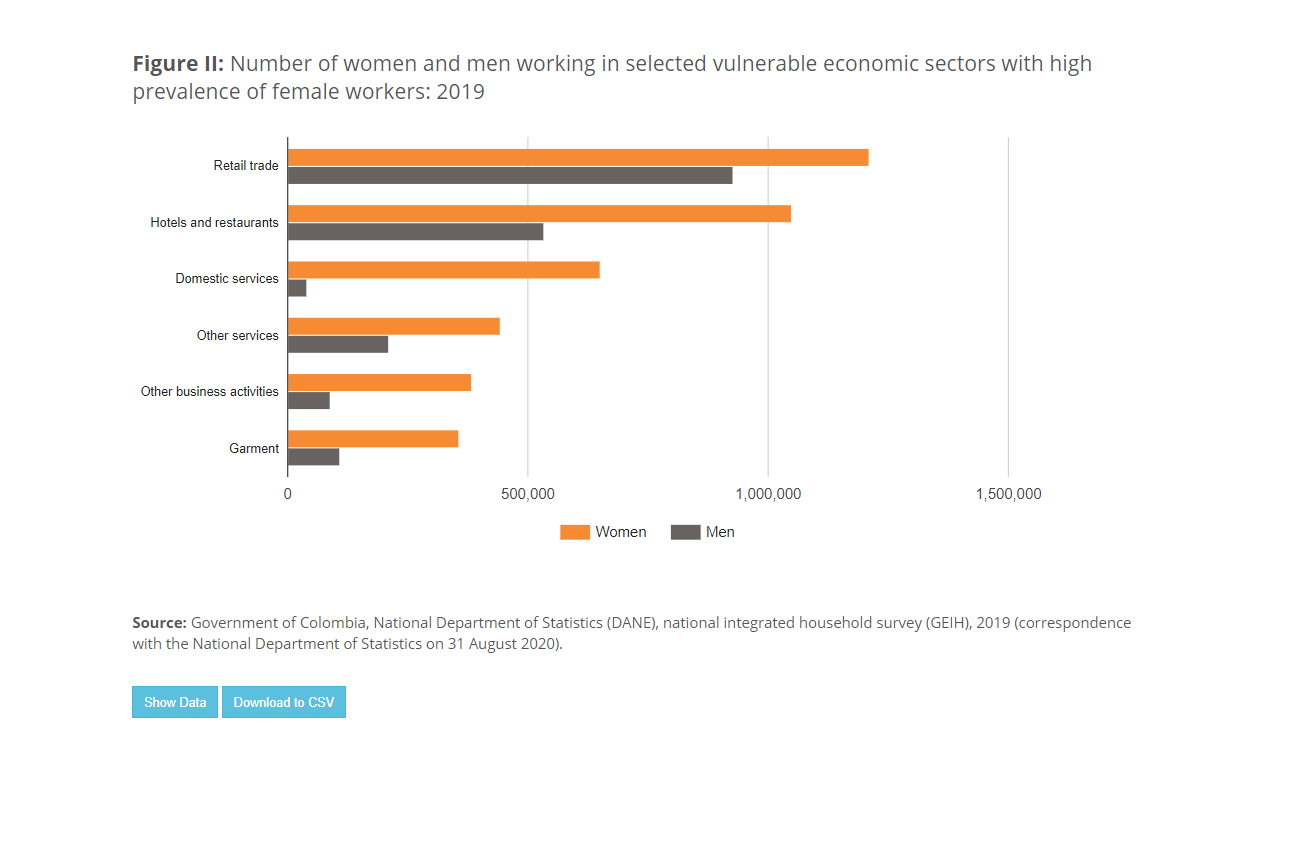 Figure II: Number of women and men working in selected vulnerable economic sectors with high
prevalence of female workers: 2019
Retail trade
Hotels and restaurants
Domestic services
Other services
Other business activities
Garment
0
500,000
1,000,000
1,500,000
Women
Men
Source: Government of Colombia, National Department of Statistics (DANE), national integrated household survey (GEIH), 2019 (correspondence
with the National Department of Statistics on 31 August 2020).
Show Data
Download to CSV